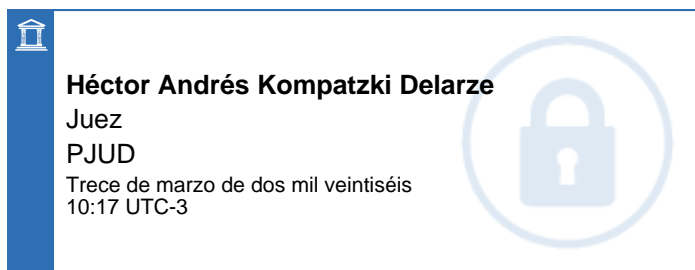 Héctor Andrés Kompatzki Delarze
Juez
PJUD
Trece de marzo de dos mil veintiséis
10:17 UTC-3